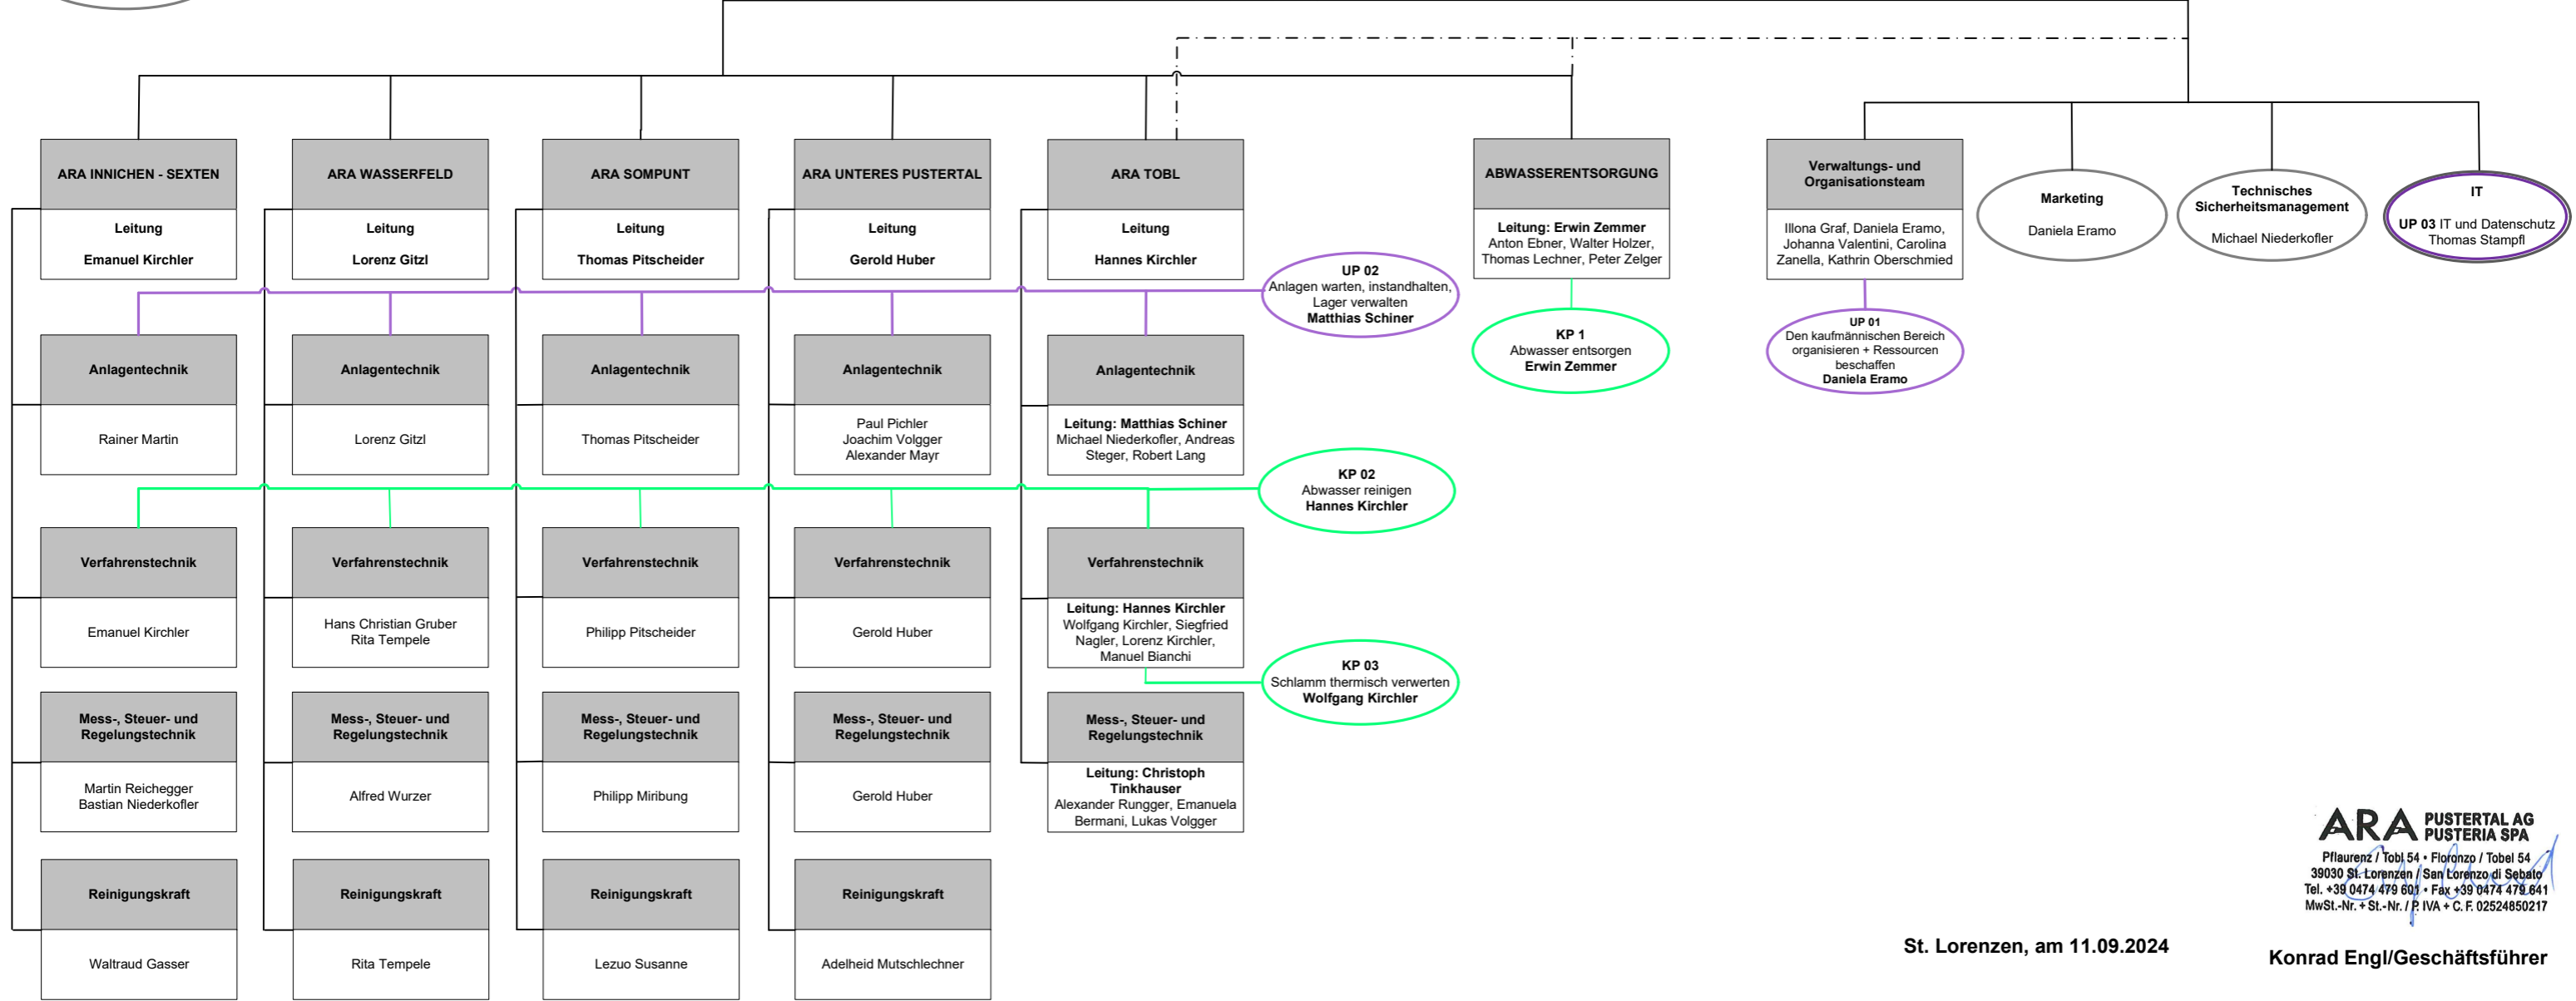 ARA INNICHEN - SEXTEN
Leitung
Emanuel Kirchler
Anlagentechnik
Rainer Martin
Verfahrenstechnik
Emanuel Kirchler
Mess-, Steuer- und
Regelungstechnik
Martin Reichegger
Bastian Niederkofler
Reinigungskraft
Waltraud Gasser
ARA WASSERFELD
Leitung
Lorenz Gitzl
Anlagentechnik
Lorenz Gitzl
Verfahrenstechnik
Hans Christian Gruber
Rita Tempele
Mess-, Steuer- und
Regelungstechnik
Alfred Wurzer
Reinigungskraft
Rita Tempele
ARA SOMPUNT
Leitung
Thomas Pitscheider
Anlagentechnik
Thomas Pitscheider
Verfahrenstechnik
Philipp Pitscheider
Mess-, Steuer- und
Regelungstechnik
Philipp Miribung
Reinigungskraft
Lezuo Susanne
ARA UNTERES PUSTERTAL
Leitung
Gerold Huber
Anlagentechnik
Paul Pichler
Joachim Volgger
Alexander Mayr
Verfahrenstechnik
Gerold Huber
Mess-, Steuer- und
Regelungstechnik
Gerold Huber
Reinigungskraft
Adelheid Mutschlechner
ARA TOBL
Leitung
Hannes Kirchler
Anlagentechnik
Leitung: Matthias Schiner
Michael Niederkofler, Andreas
Steger, Robert Lang
Verfahrenstechnik
Leitung: Hannes Kirchler
Wolfgang Kirchler, Siegfried
Nagler, Lorenz Kirchler,
Manuel Bianchi
Mess-, Steuer- und
Regelungstechnik
Leitung: Christoph
Tinkhauser
Alexander Rungger, Emanuela
Bermani, Lukas Volgger
UP 02
Anlagen warten, instandhalten,
Lager verwalten
Matthias Schiner
KP 02
Abwasser reinigen
Hannes Kirchler
KP 03
Schlamm thermisch verwerten
Wolfgang Kirchler
ABWASSERENTSORGUNG
Leitung: Erwin Zemmer
Anton Ebner, Walter Holzer,
Thomas Lechner, Peter Zelger
KP 1
Abwasser entsorgen
Erwin Zemmer
Verwaltungs- und
Organisationsteam
Illona Graf, Daniela Eramo,
Johanna Valentini, Carolina
Zanella, Kathrin Oberschmied
UP 01
Den kaufmännischen Bereich
organisieren + Ressourcen
beschaffen
Daniela Eramo
Marketing
Daniela Eramo
Technisches
Sicherheitsmanagement
Michael Niederkofler
IT
UP 03 IT und Datenschutz
Thomas Stampfl
ARA PUSTERTAL AG
PUSTERIA SPA
Pflaurenz / Tobl 54 • Floronzo / Tobel 54
39030 St. Lorenzen / San Lorenzo di Sebato
Tel. +39 0474 479 601 • Fax +39 0474 479 641
MwSt.-Nr. + St.-Nr. / P. IVA + C. F. 02524850217
St. Lorenzen, am 11.09.2024
Konrad Engl/Geschäftsführer